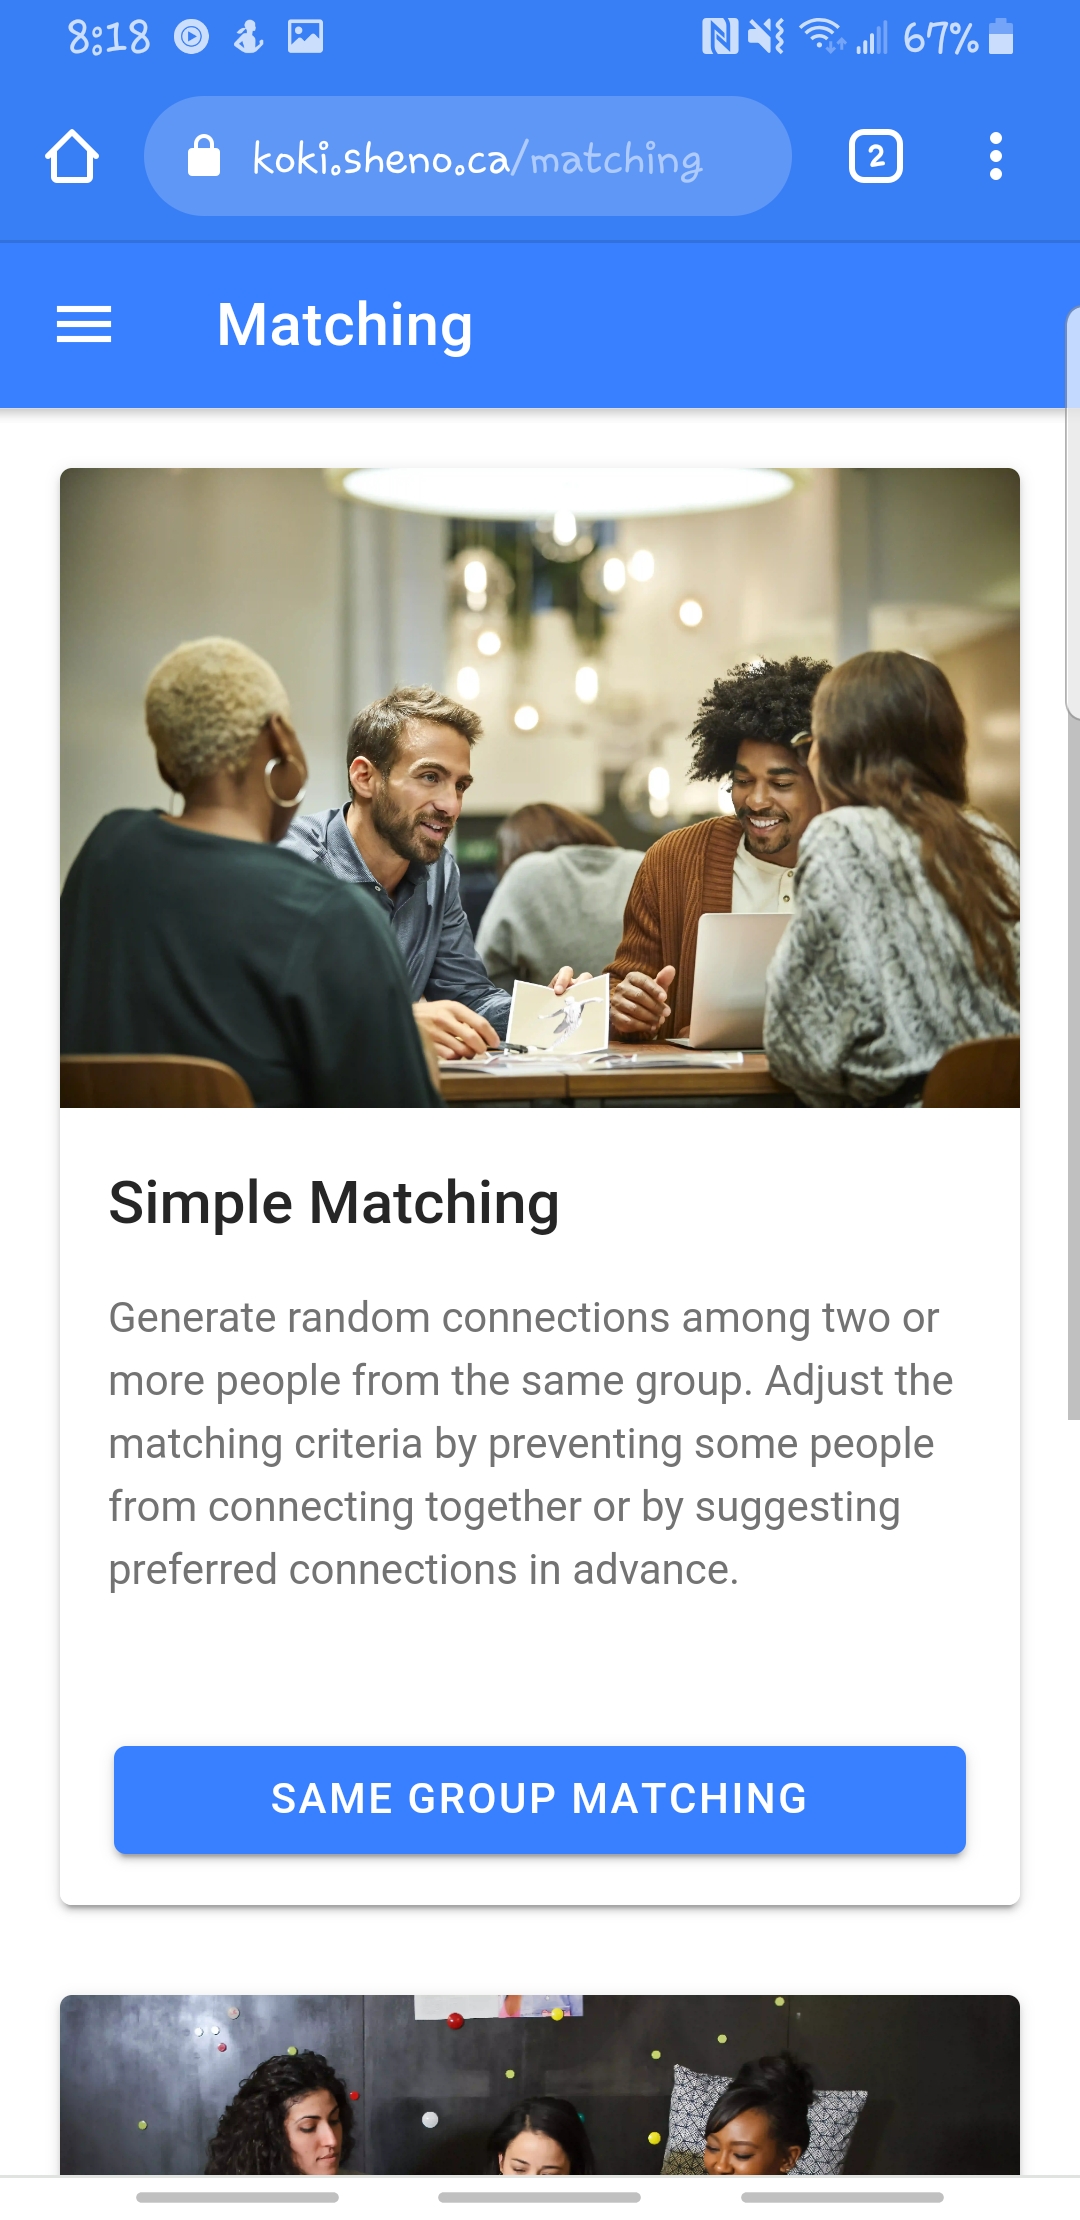 8:18 67%
koki.sheno.ca/matching 2
Matching
Simple Matching
Generate random connections among two or
more people from the same group. Adjust the
matching criteria by preventing some people
from connecting together or by suggesting
preferred connections in advance.
SAME GROUP MATCHING